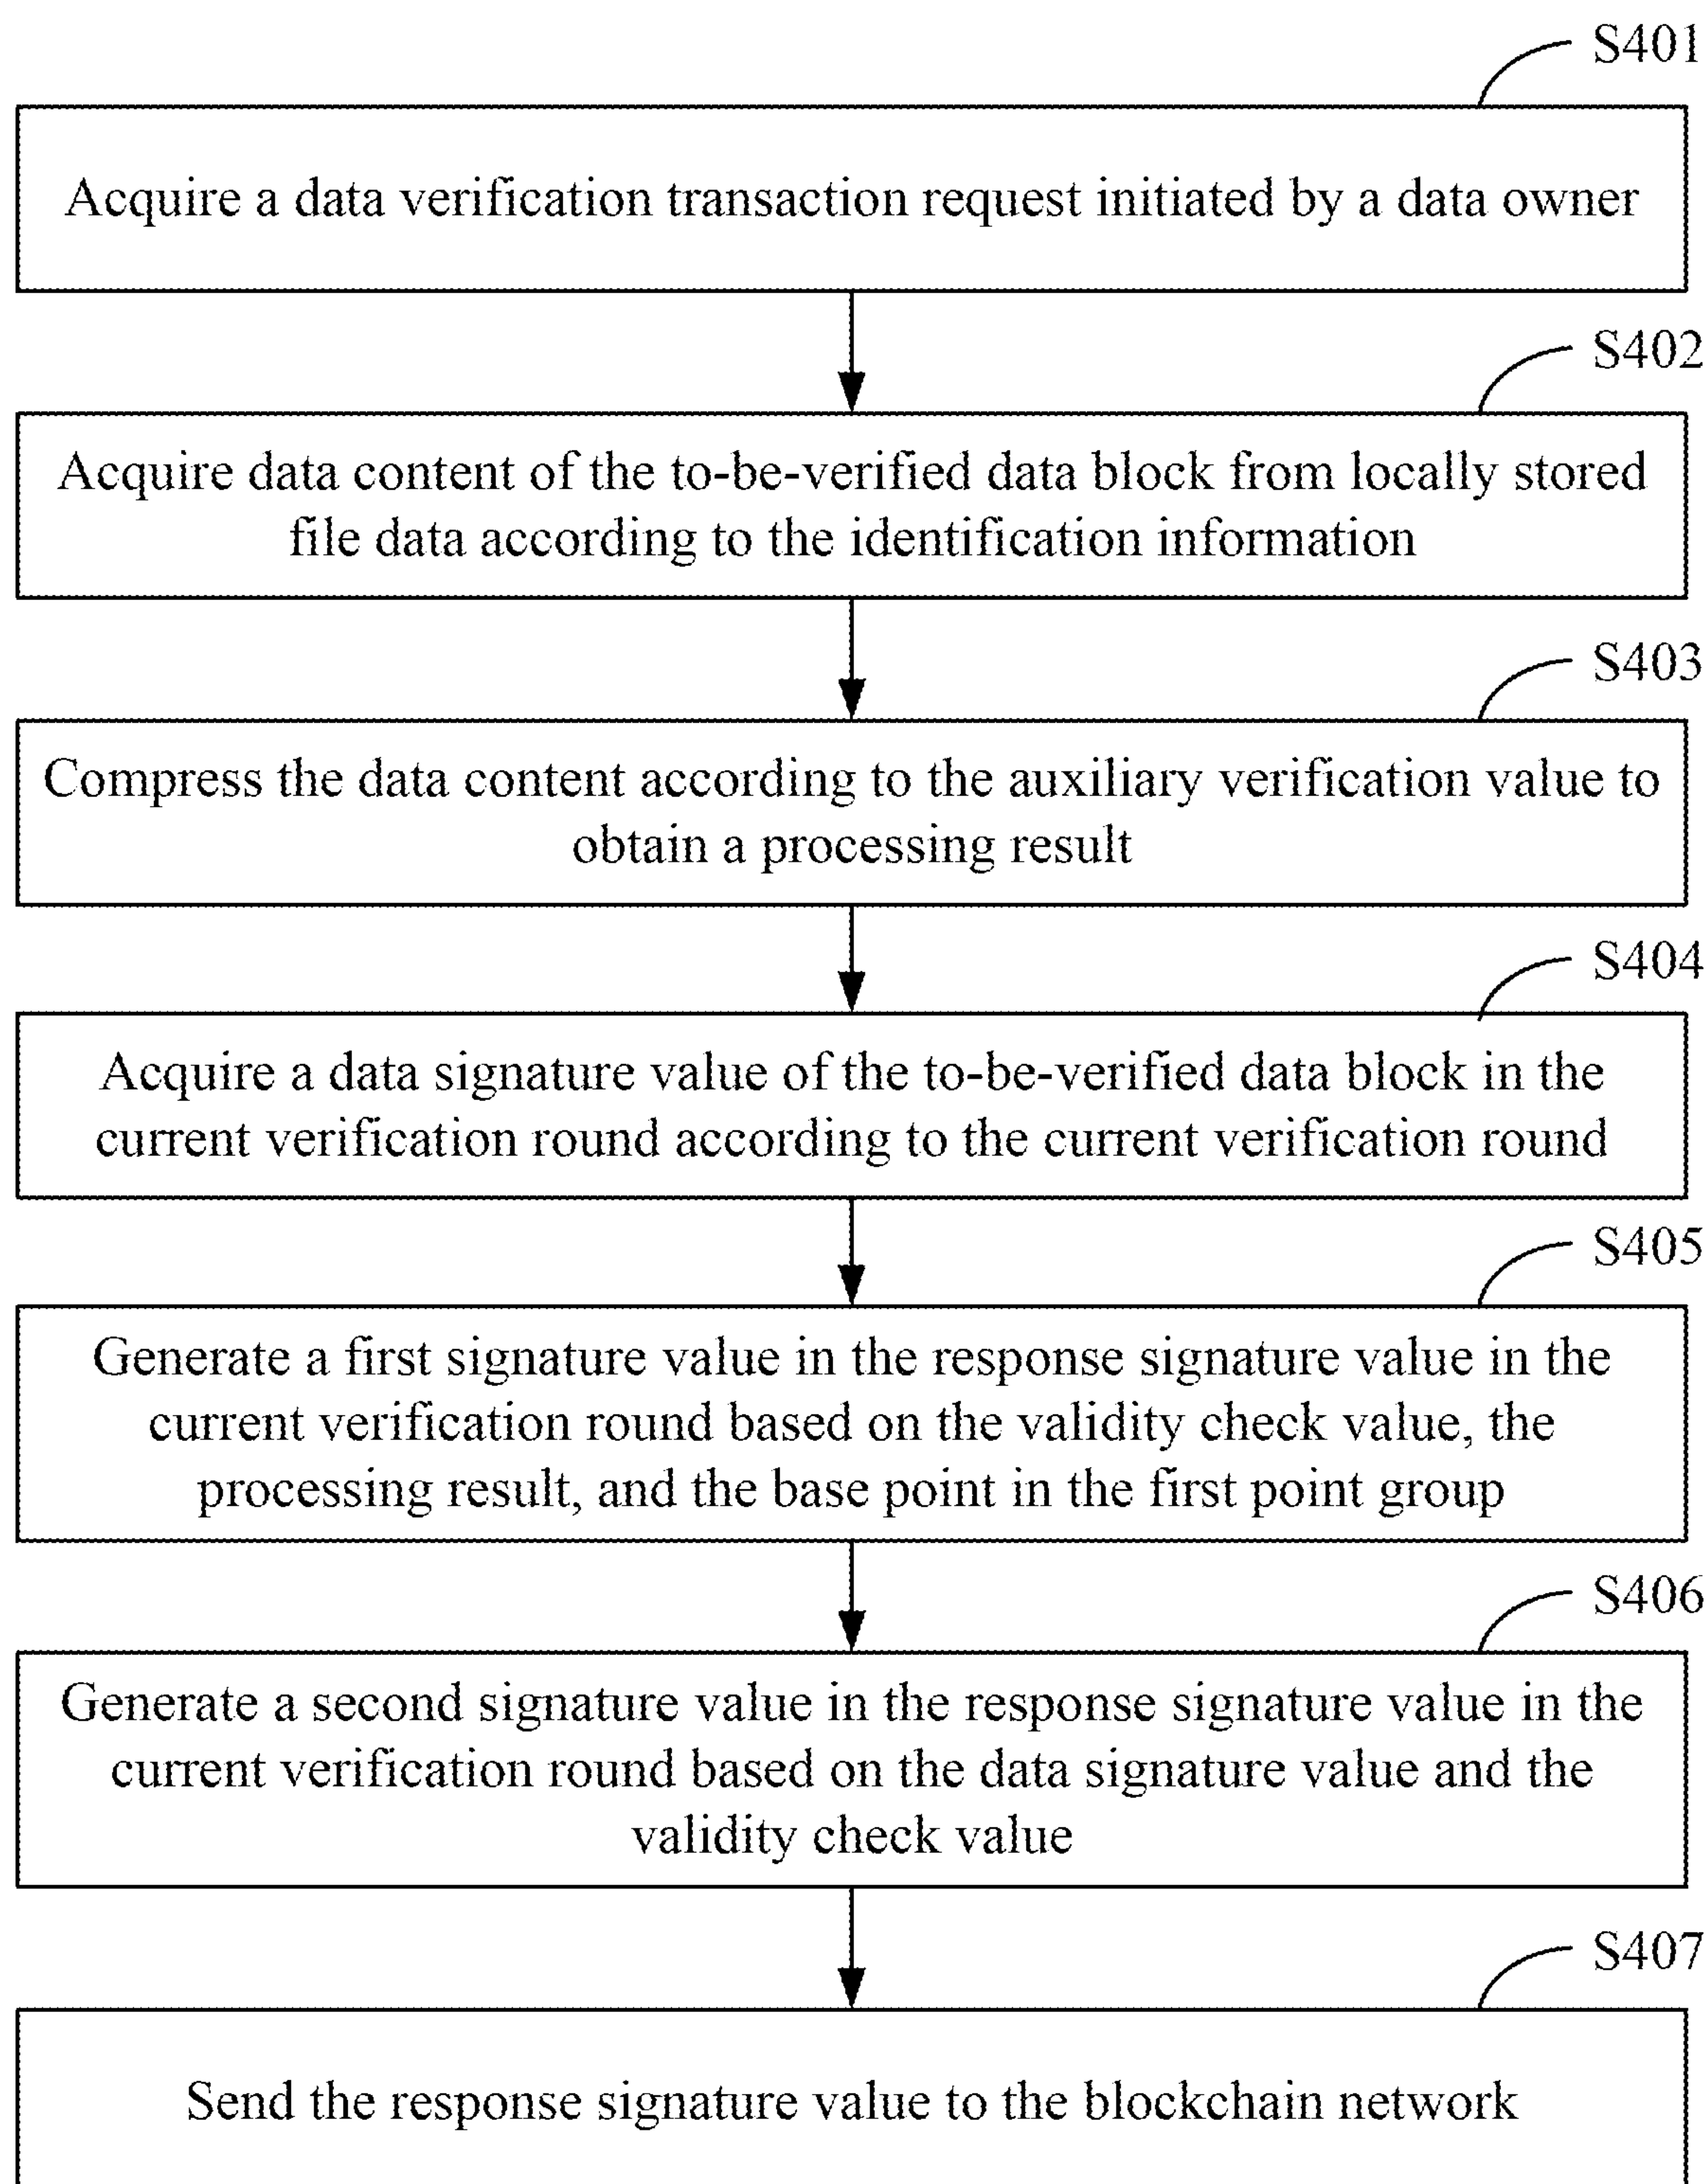 S401
Acquire a data verification transaction request initiated by a data owner
S402
Acquire data content of the to-be-verified data block from locally stored
file data according to the identification information
S403
Compress the data content according to the auxiliary verification value to
obtain a processing result
S404
Acquire a data signature value of the to-be-verified data block in the
current verification round according to the current verification round
S405
Generate a first signature value in the response signature value in the
current verification round based on the validity check value, the
processing result, and the base point in the first point group
S406
Generate a second signature value in the response signature value in the
current verification round based on the data signature value and the
validity check value
S407
Send the response signature value to the blockchain network